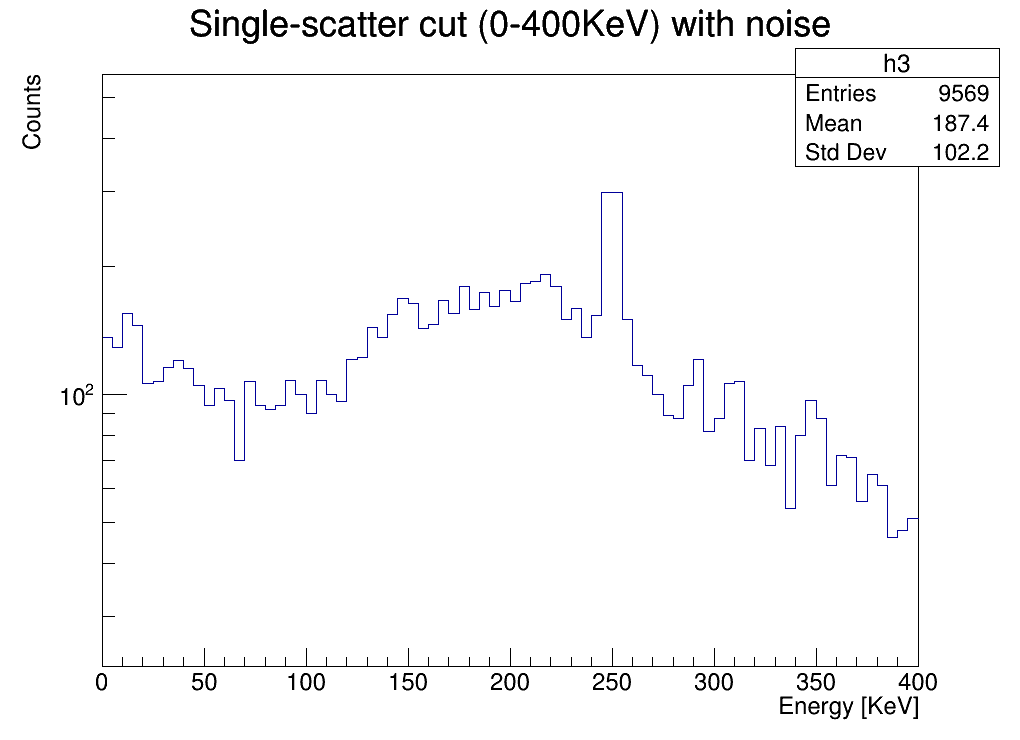 Single-scatter cut (0-400KeV) with noise
h3
Entries 9569
Mean 187.4
Std Dev 102.2
Counts
10²
0 50 100 150 200 250 300 350 400
Energy [KeV]